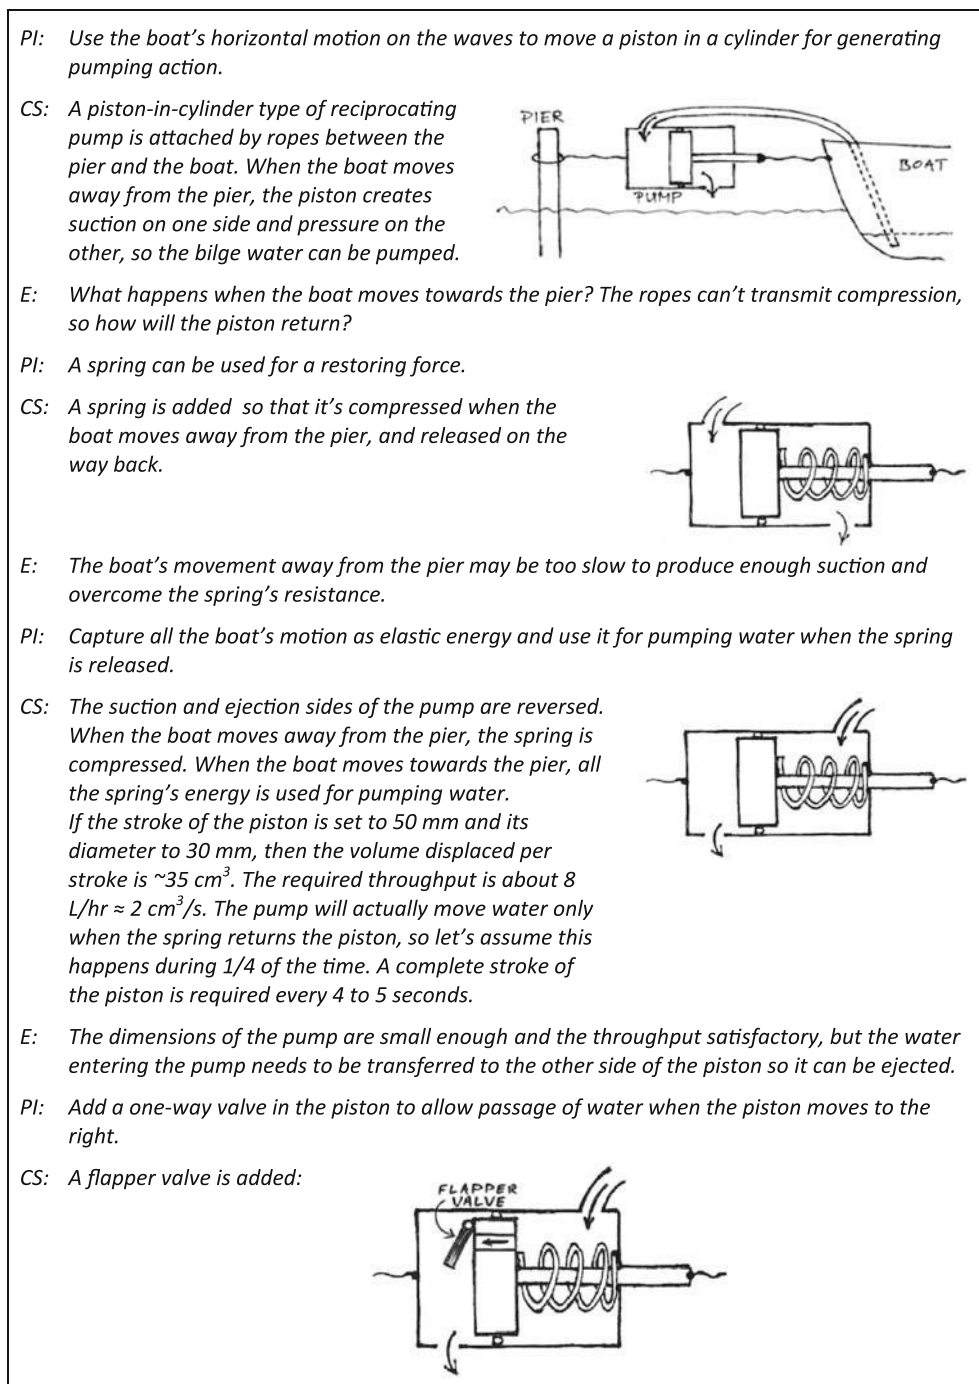 PI: Use the boat’s horizontal motion on the waves to move a piston in a cylinder for generating
pumping action.
CS: A piston-in-cylinder type of reciprocating
pump is attached by ropes between the
pier and the boat. When the boat moves
away from the pier, the piston creates
suction on one side and pressure on the
other, so the bilge water can be pumped.
PIER
BOAT
PUMP
E: What happens when the boat moves towards the pier? The ropes can’t transmit compression,
so how will the piston return?
PI: A spring can be used for a restoring force.
CS: A spring is added so that it’s compressed when the
boat moves away from the pier, and released on the
way back.
E: The boat’s movement away from the pier may be too slow to produce enough suction and
overcome the spring’s resistance.
PI: Capture all the boat’s motion as elastic energy and use it for pumping water when the spring
is released.
CS: The suction and ejection sides of the pump are reversed.
When the boat moves away from the pier, the spring is
compressed. When the boat moves towards the pier, all
the spring’s energy is used for pumping water.
If the stroke of the piston is set to 50 mm and its
diameter to 30 mm, then the volume displaced per
stroke is ~35 cm³. The required throughput is about 8
L/hr ≈ 2 cm³/s. The pump will actually move water only
when the spring returns the piston, so let’s assume this
happens during 1/4 of the time. A complete stroke of
the piston is required every 4 to 5 seconds.
E: The dimensions of the pump are small enough and the throughput satisfactory, but the water
entering the pump needs to be transferred to the other side of the piston so it can be ejected.
PI: Add a one-way valve in the piston to allow passage of water when the piston moves to the
right.
CS: A flapper valve is added:
FLAPPER
VALVE